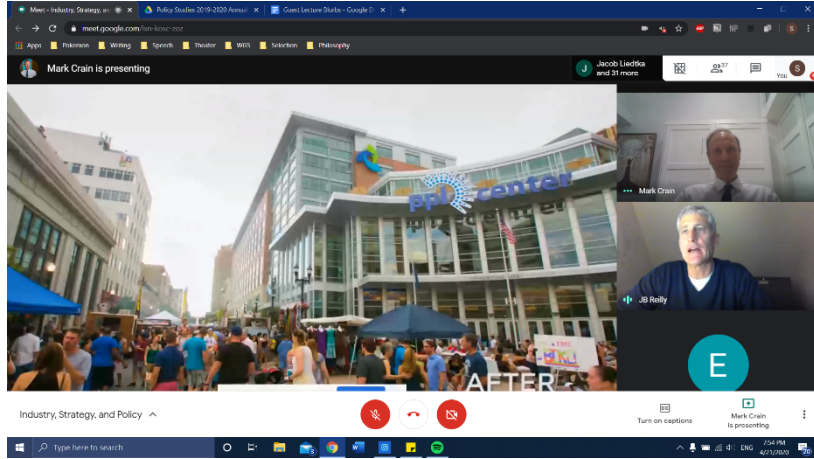 Meet - Industry, Strategy, an
Policy Studies 2019-2020 Annual
Guest Lecture Blurbs - Google D
meet.google.com/txm-kosc-zoz
Apps
Pokemon
Writing
Speech
Theater
WGS
Selection
Philosophy
Mark Crain is presenting
J
Jacob Liedtka
and 31 more
37
You
S
ppl center
AFTER
Mark Crain
JB Reilly
E
Industry, Strategy, and Policy
Turn on captions
Mark Crain
is presenting
Type here to search
ENG
7:54 PM
4/21/2020
20